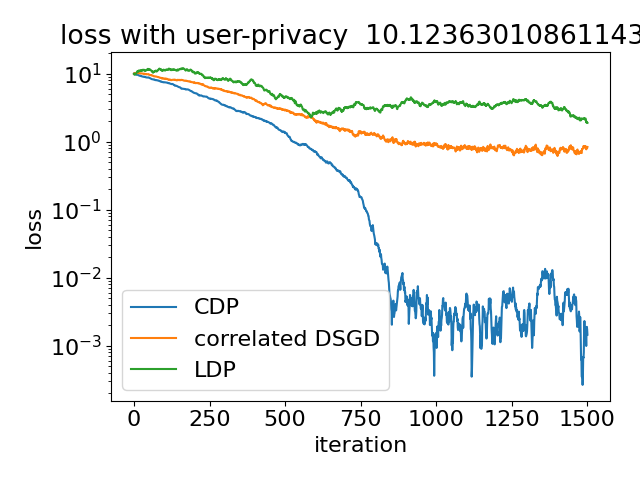 loss with user-privacy 10.12363010861143
loss
10¹
10⁰
10⁻¹
10⁻²
10⁻³
CDP
correlated DSGD
LDP
0 250 500 750 1000 1250 1500
iteration